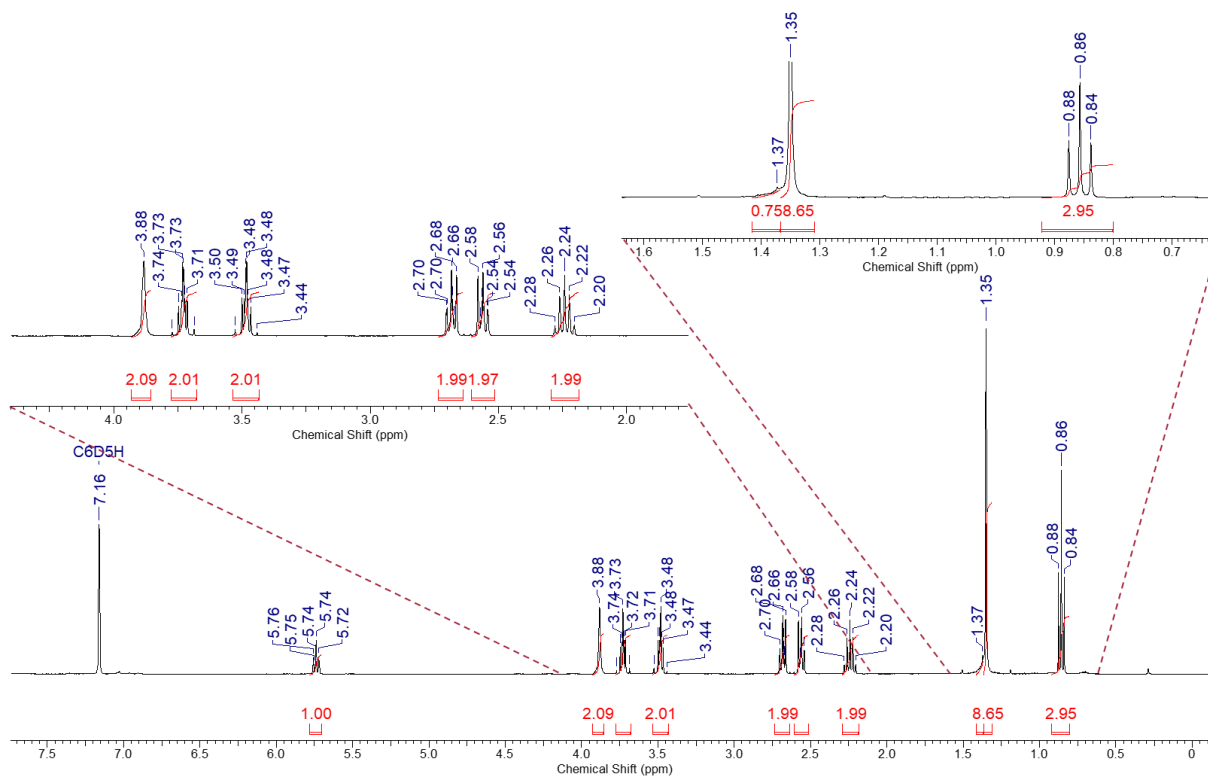 1.35
0.86
0.88
0.84
1.37
0.75 8.65
2.95
1.6 1.5 1.4 1.3 1.2 1.1 1.0 0.9 0.8 0.7
Chemical Shift (ppm)
3.88
3.74 3.73 3.73 3.71
3.50 3.49 3.48 3.48 3.48 3.47 3.44
2.70 2.70 2.68 2.66
2.58 2.56 2.54 2.54
2.28 2.26 2.24 2.22 2.20
2.09 2.01 2.01 1.99 1.97 1.99
4.0 3.5 3.0 2.5 2.0
Chemical Shift (ppm)
C6D5H
7.16
5.76 5.75 5.74 5.74 5.72
3.88
3.74 3.73 3.72 3.71
3.48 3.48 3.47 3.44
2.70 2.68 2.66
2.58 2.56
2.28 2.26 2.24 2.22 2.20
1.37 1.35
0.88 0.86 0.84
1.00 2.09 2.01 1.99 1.99 8.65 2.95
7.5 7.0 6.5 6.0 5.5 5.0 4.5 4.0 3.5 3.0 2.5 2.0 1.5 1.0 0.5 0
Chemical Shift (ppm)